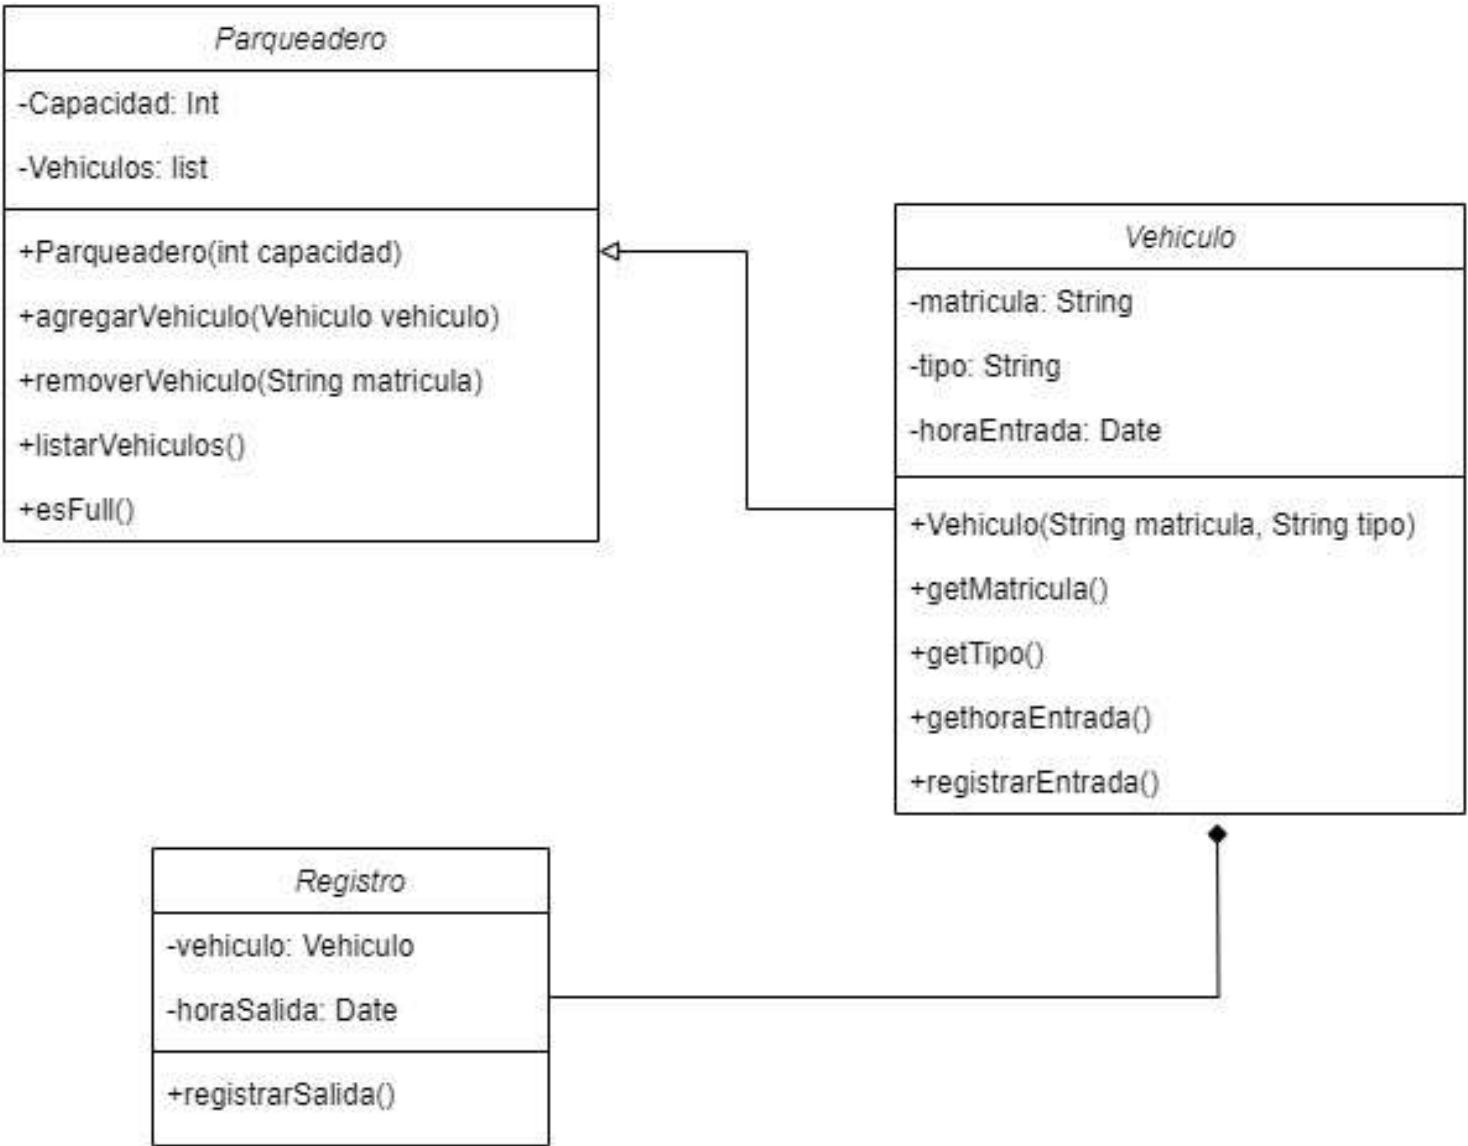 Parqueadero
-Capacidad: Int
-Vehiculos: list
+Parqueadero(int capacidad)
+agregarVehiculo(Vehiculo vehiculo)
+removerVehiculo(String matricula)
+listarVehiculos()
+esFull()
Vehiculo
-matricula: String
-tipo: String
-horaEntrada: Date
+Vehiculo(String matricula, String tipo)
+getMatricula()
+getTipo()
+gethoraEntrada()
+registrarEntrada()
Registro
-vehiculo: Vehiculo
-horaSalida: Date
+registrarSalida()